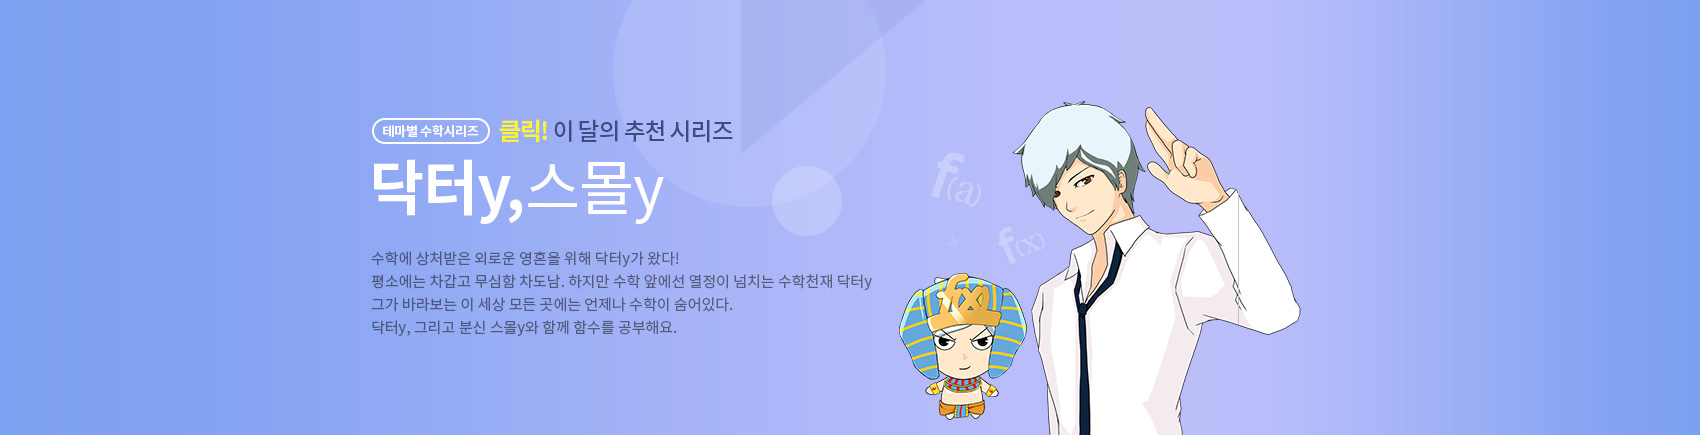 테마별 수학시리즈 클릭! 이 달의 추천 시리즈
닥터y,스몰y
수학에 상처받은 외로운 영혼을 위해 닥터y가 왔다!
평소에는 차갑고 무심함 차도남. 하지만 수학 앞에선 열정이 넘치는 수학천재 닥터y
그가 바라보는 이 세상 모든 곳에는 언제나 수학이 숨어있다.
닥터y, 그리고 분신 스몰y와 함께 함수를 공부해요.
f(a)
+
f(x)
f(x)